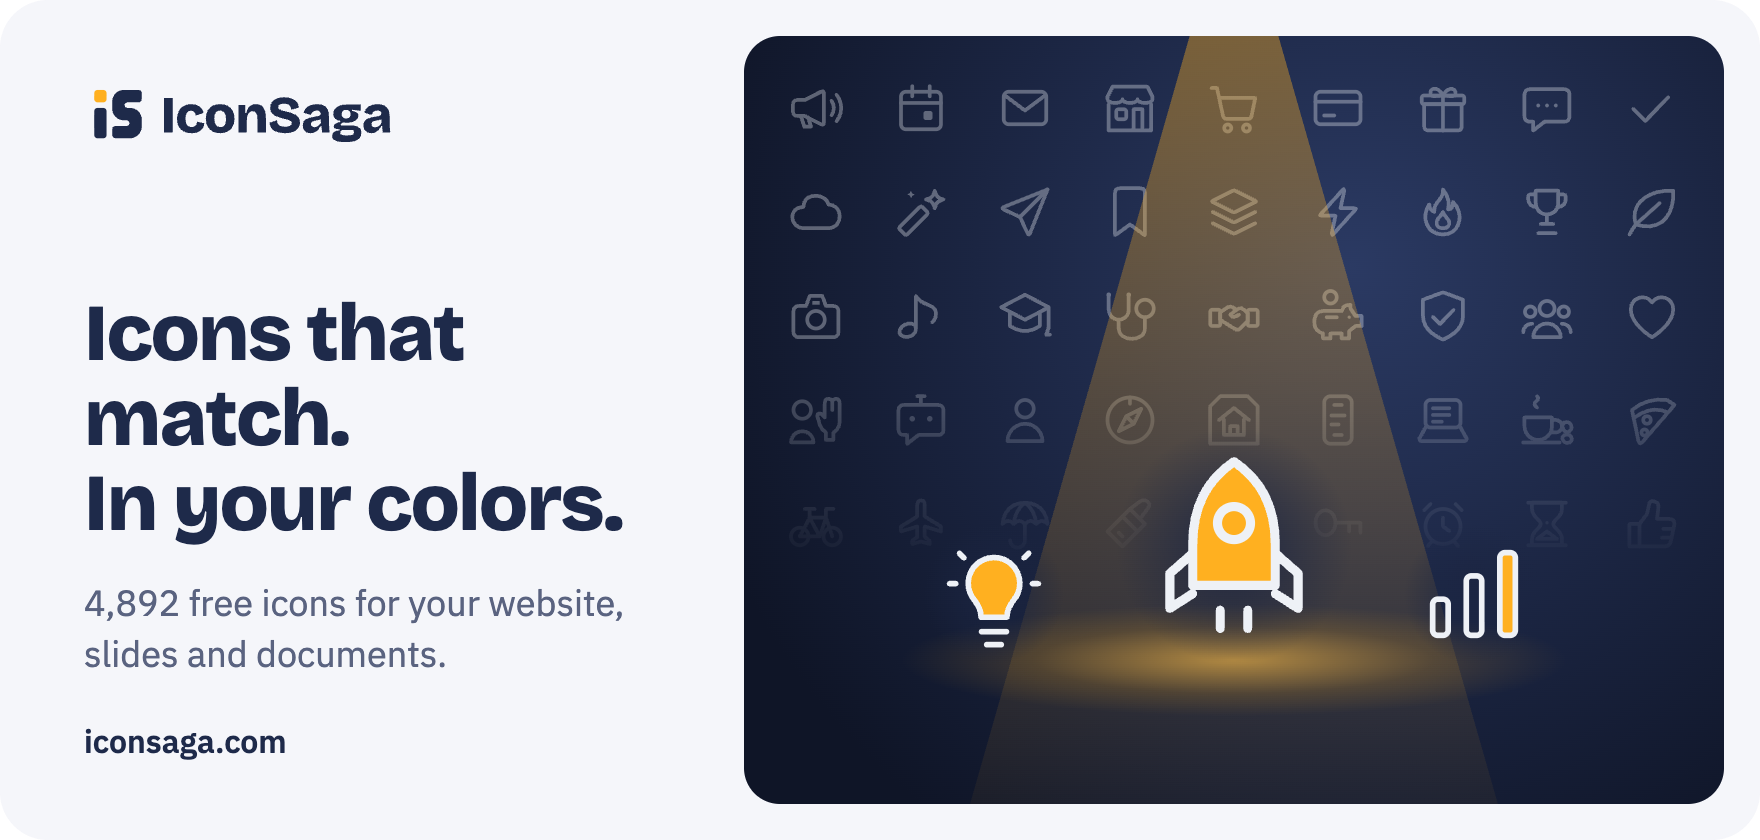 iS IconSaga
Icons that
match.
In your colors.
4,892 free icons for your website,
slides and documents.
iconsaga.com